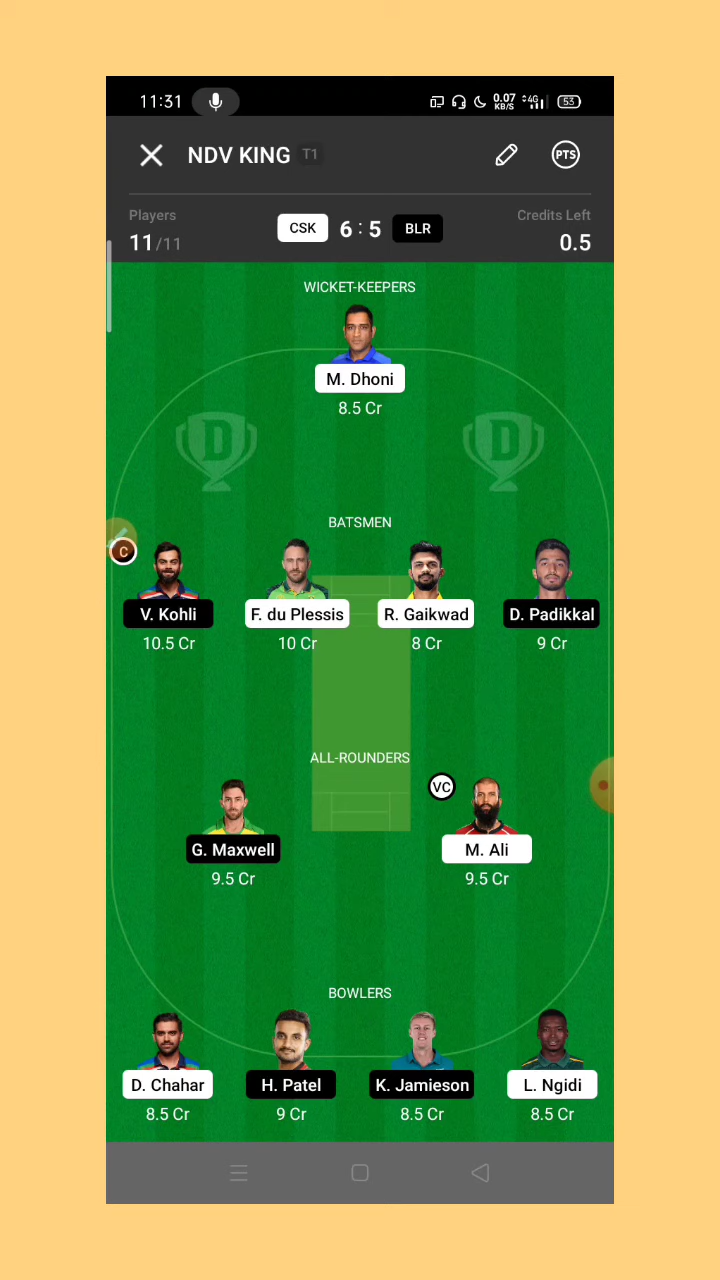 11:31 0.07 KB/S 4G 53
NDV KING T1 PTS
Players Credits Left
11/11 CSK 6 : 5 BLR 0.5
WICKET-KEEPERS
M. Dhoni
8.5 Cr
D D
BATSMEN
C
V. Kohli F. du Plessis R. Gaikwad D. Padikkal
10.5 Cr 10 Cr 8 Cr 9 Cr
ALL-ROUNDERS
VC
G. Maxwell M. Ali
9.5 Cr 9.5 Cr
BOWLERS
D. Chahar H. Patel K. Jamieson L. Ngidi
8.5 Cr 9 Cr 8.5 Cr 8.5 Cr